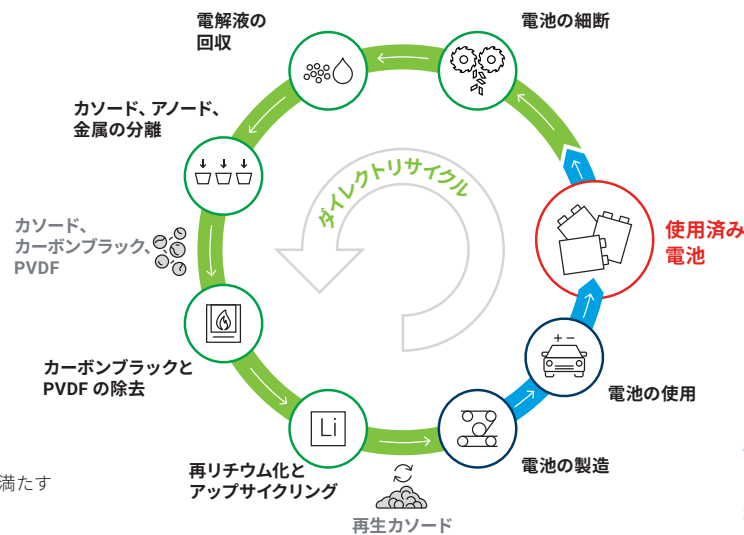 電解液の
回収
電池の細断
カソード、アノード、
金属の分離
ダイレクトリサイクル
カソード、
カーボンブラック、
PVDF
使用済み
電池
カーボンブラックと
PVDF の除去
+ −
電池の使用
Li
再リチウム化と
アップサイクリング
電池の製造
満たす
再生カソード